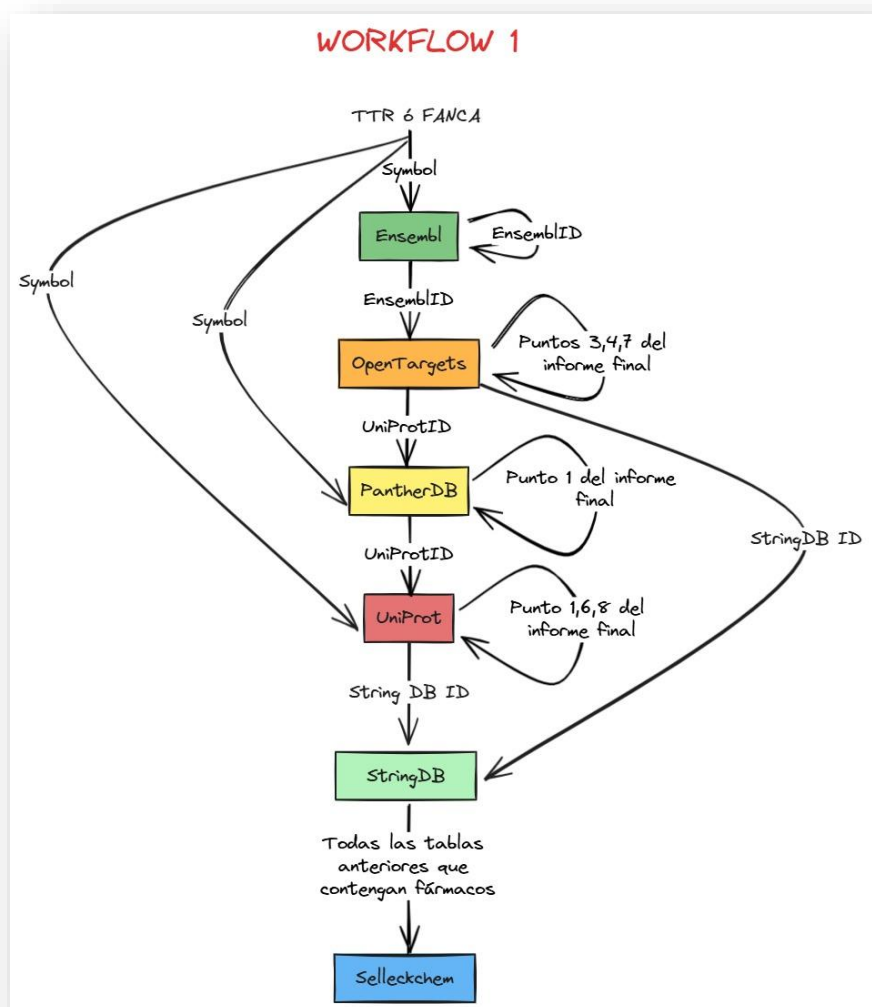 WORKFLOW 1
TTR ó FANCA
Symbol
Ensembl
EnsemblID
Symbol
EnsemblID
Symbol
Puntos 3,4,7 del
informe final
OpenTargets
UniProtID
Punto 1 del informe
final
PantherDB
StringDB ID
UniProtID
Punto 1,6,8 del
informe final
UniProt
String DB ID
StringDB
Todas las tablas
anteriores que
contengan fármacos
Selleckchem